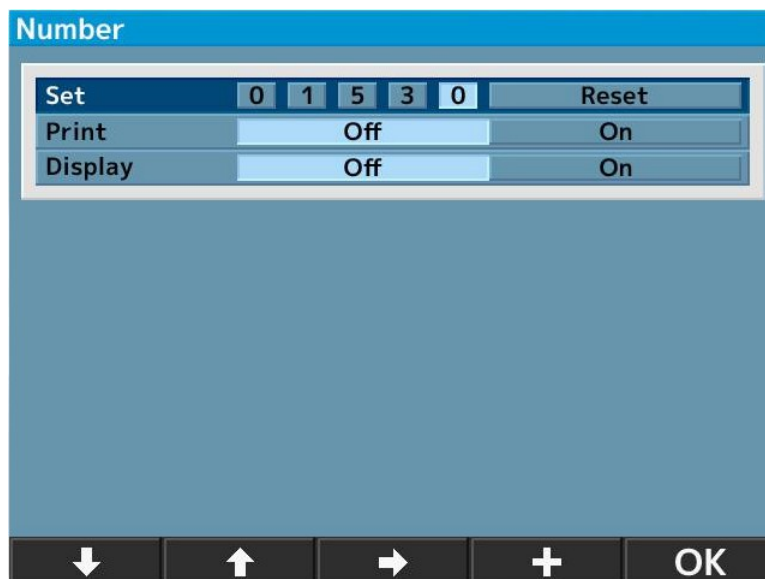 Number
Set 0 1 5 3 0 Reset
Print Off On
Display Off On
OK